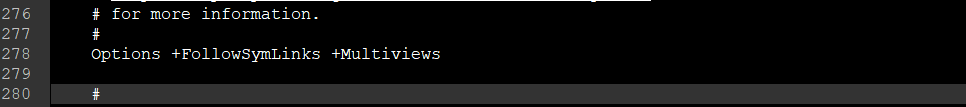 276 # for more information.
277 #
278 Options +FollowSymLinks +Multiviews
279
280 #